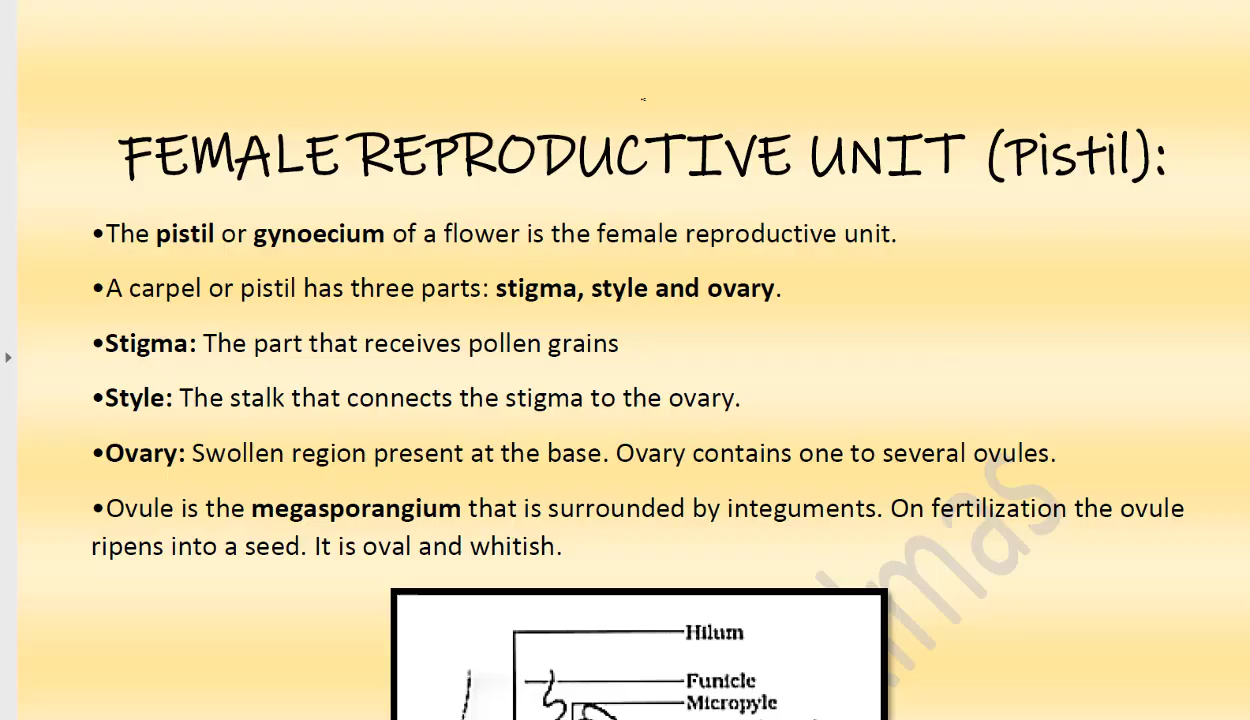 FEMALE REPRODUCTIVE UNIT (Pistil):
•The pistil or gynoecium of a flower is the female reproductive unit.
•A carpel or pistil has three parts: stigma, style and ovary.
•Stigma: The part that receives pollen grains
•Style: The stalk that connects the stigma to the ovary.
•Ovary: Swollen region present at the base. Ovary contains one to several ovules.
•Ovule is the megasporangium that is surrounded by integuments. On fertilization the ovule
ripens into a seed. It is oval and whitish.
Hilum
Funicle
Micropyle